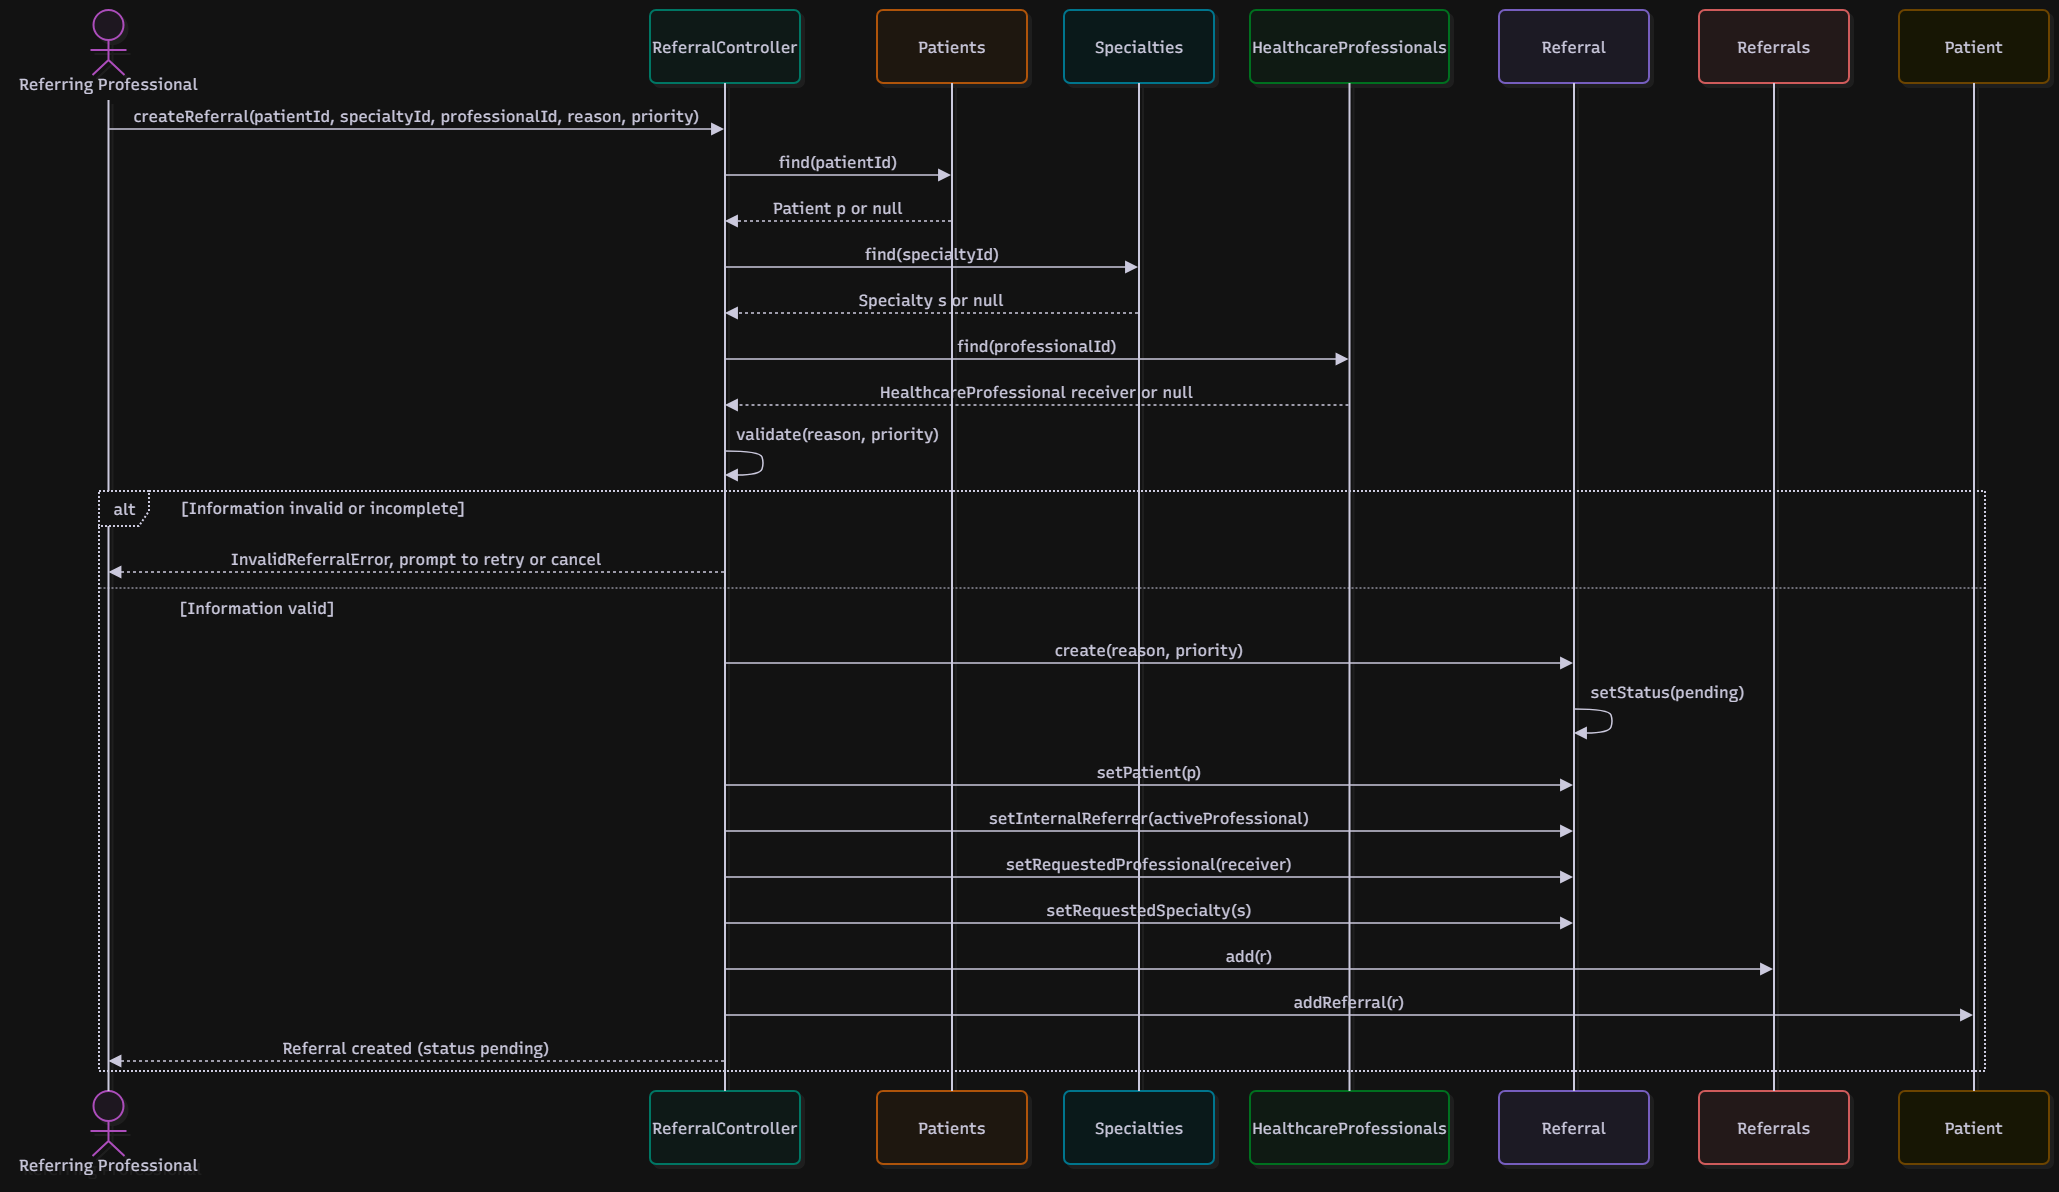 Referring Professional
ReferralController
Patients
Specialties
HealthcareProfessionals
Referral
Referrals
Patient
createReferral(patientId, specialtyId, professionalId, reason, priority)
find(patientId)
Patient p or null
find(specialtyId)
Specialty s or null
find(professionalId)
HealthcareProfessional receiver or null
validate(reason, priority)
alt
[Information invalid or incomplete]
InvalidReferralError, prompt to retry or cancel
[Information valid]
create(reason, priority)
setStatus(pending)
setPatient(p)
setInternalReferrer(activeProfessional)
setRequestedProfessional(receiver)
setRequestedSpecialty(s)
add(r)
addReferral(r)
Referral created (status pending)
Referring Professional
ReferralController
Patients
Specialties
HealthcareProfessionals
Referral
Referrals
Patient